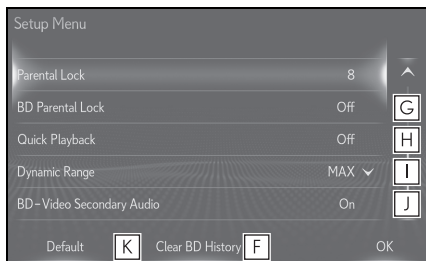 Setup Menu
Parental Lock 8
BD Parental Lock Off G
Quick Playback Off H
Dynamic Range MAX I
BD-Video Secondary Audio On J
Default K Clear BD History F OK